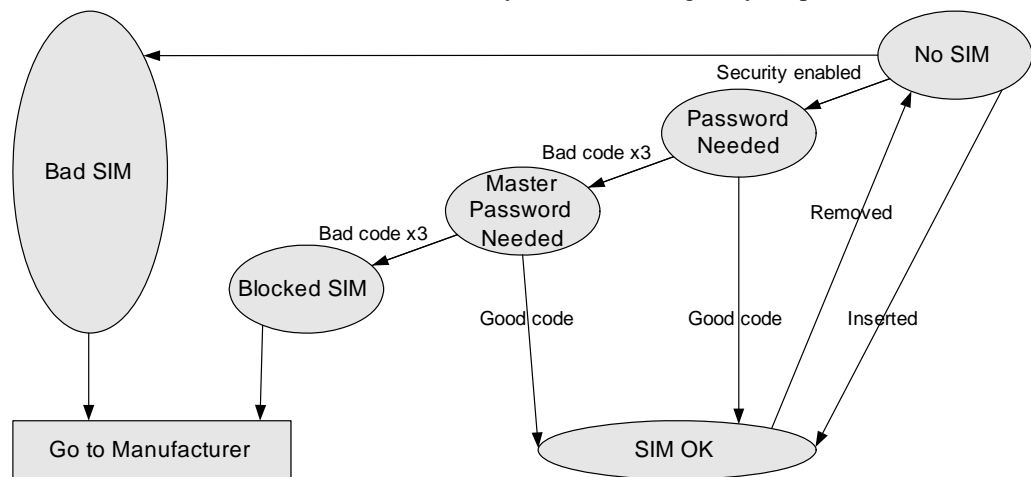 No SIM
Security enabled
Password
Needed
Bad code x3
Bad SIM
Master
Password
Needed
Removed
Bad code x3
Blocked SIM
Good code
Good code
Inserted
Go to Manufacturer
SIM OK